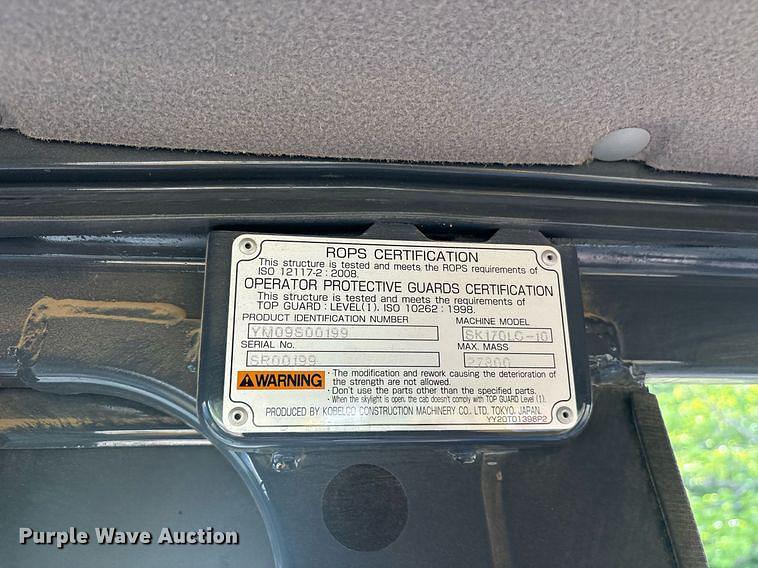 ROPS CERTIFICATION
This structure is tested and meets the ROPS requirements of
ISO 12117-2 : 2008.
OPERATOR PROTECTIVE GUARDS CERTIFICATION
This structure is tested and meets the requirements of
TOP GUARD : LEVEL(1). ISO 10262 : 1998.
PRODUCT IDENTIFICATION NUMBER
MACHINE MODEL
YM09S00199
SK170LC-10
SERIAL No.
MAX. MASS
SR00199
27800
WARNING
· The modification and rework causing the deterioration of
the strength are not allowed.
· Don't use the parts other than the specified parts.
· When the skylight is open, the cab doesn't comply with TOP GUARD Level (1).
PRODUCED BY KOBELCO CONSTRUCTION MACHINERY CO., LTD. TOKYO, JAPAN.
YY20T01398P2
Purple Wave Auction